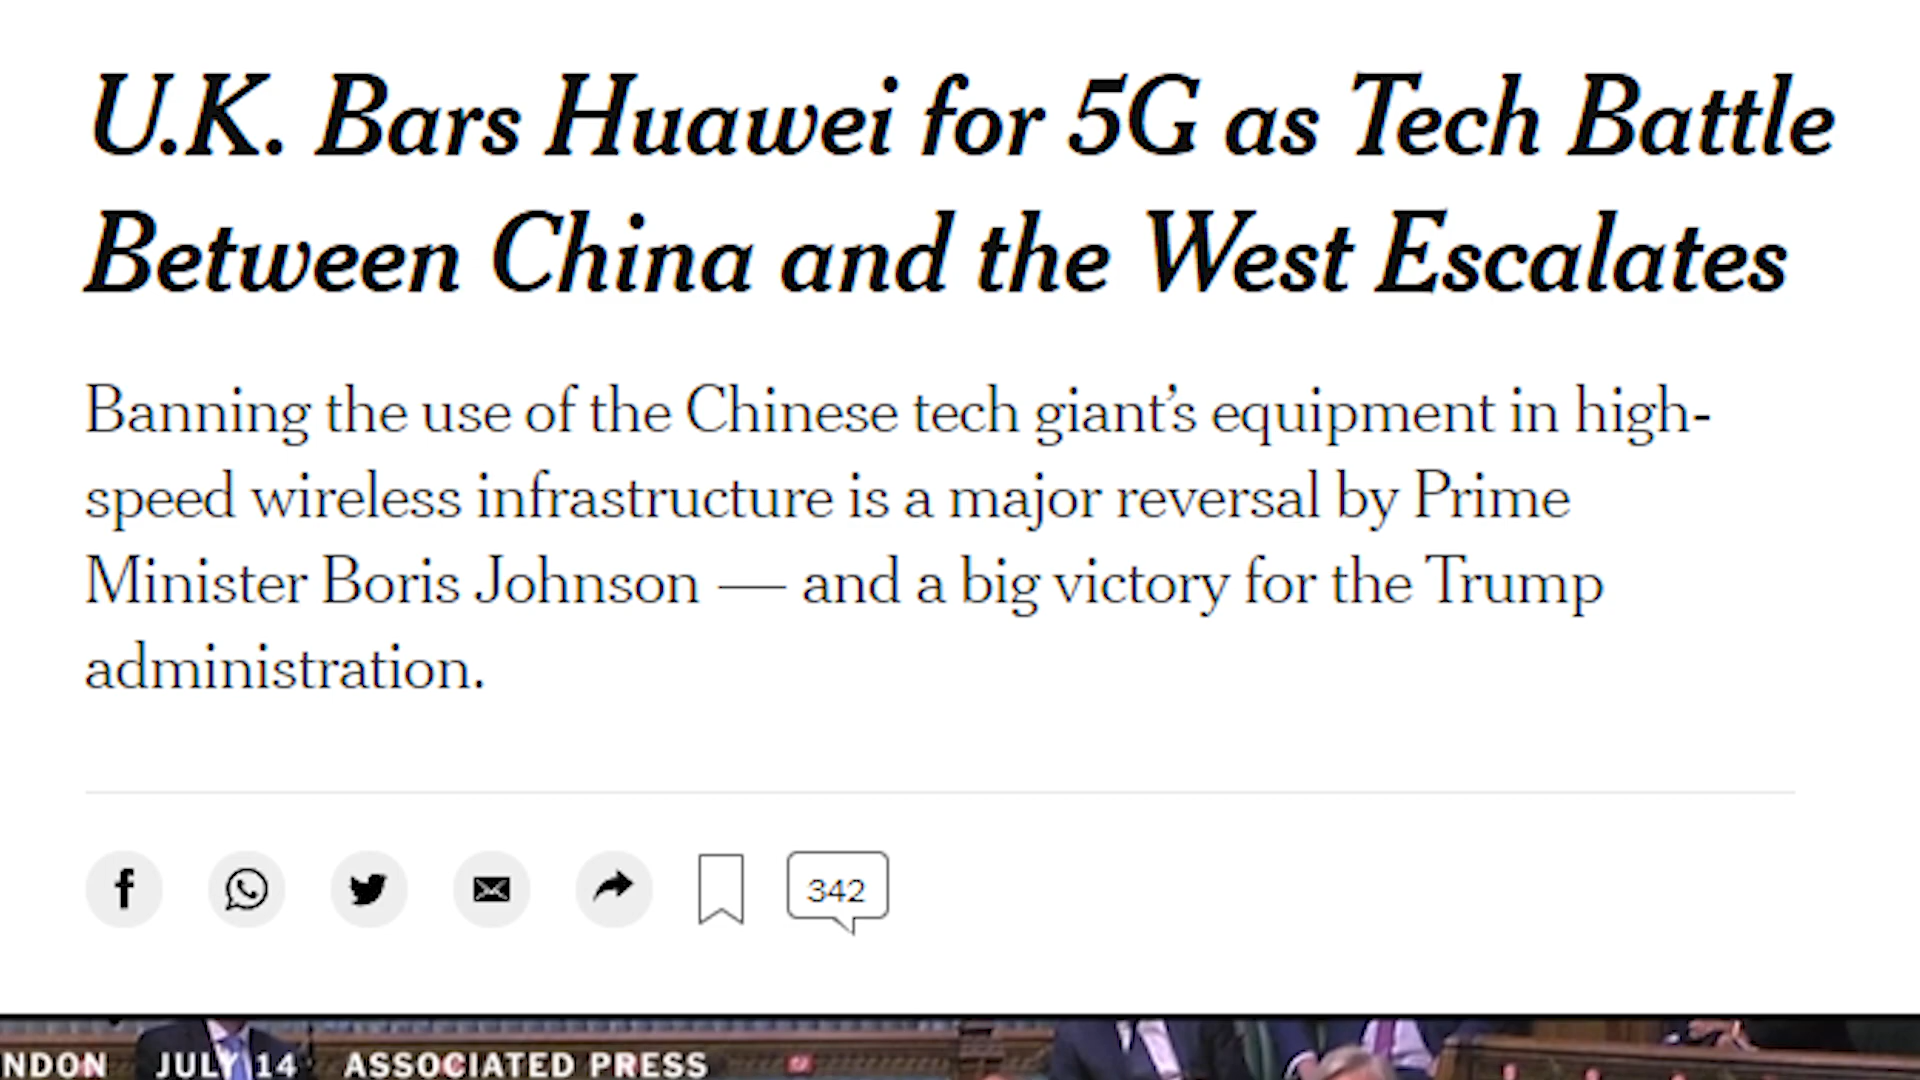 U.K. Bars Huawei for 5G as Tech Battle
Between China and the West Escalates
Banning the use of the Chinese tech giant’s equipment in high-
speed wireless infrastructure is a major reversal by Prime
Minister Boris Johnson — and a big victory for the Trump
administration.
342
NDON JULY 14 ASSOCIATED PRESS